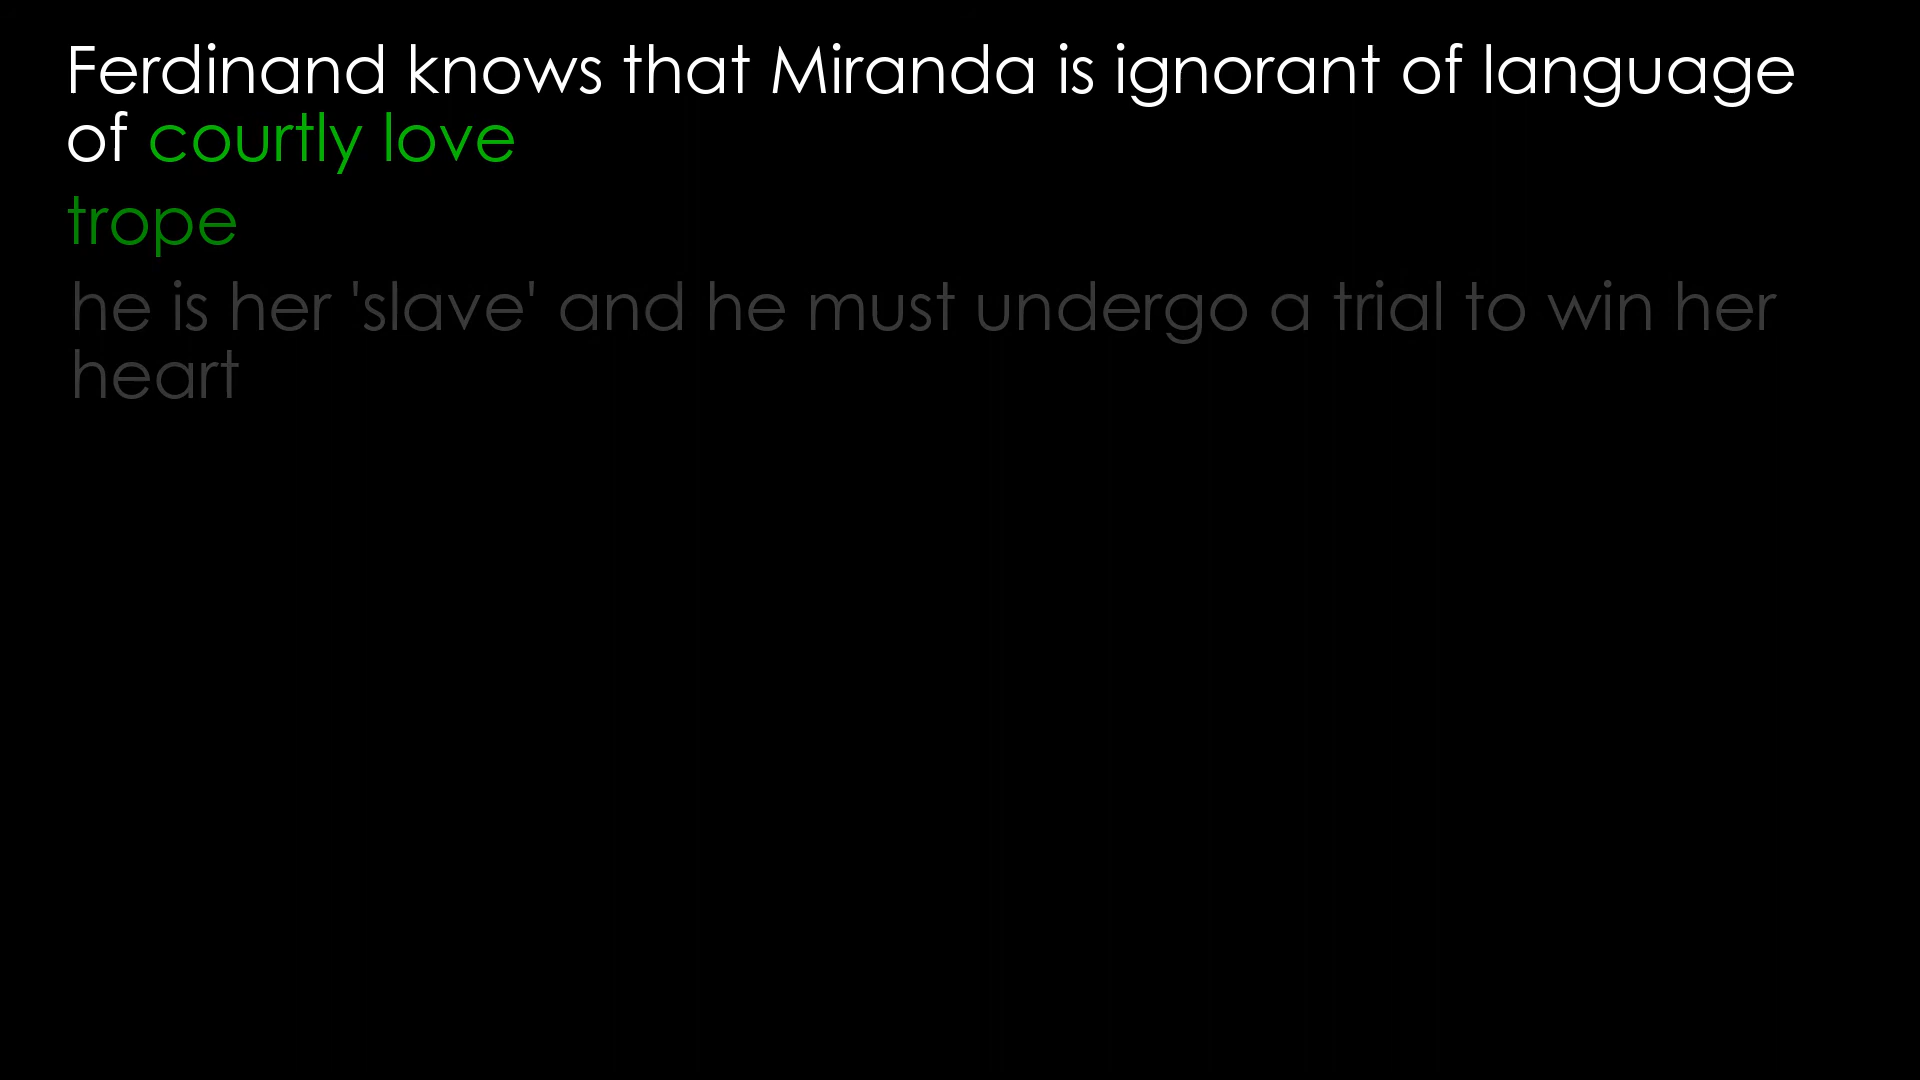 Ferdinand knows that Miranda is ignorant of language
of courtly love
trope
he is her 'slave' and he must undergo a trial to win her
heart